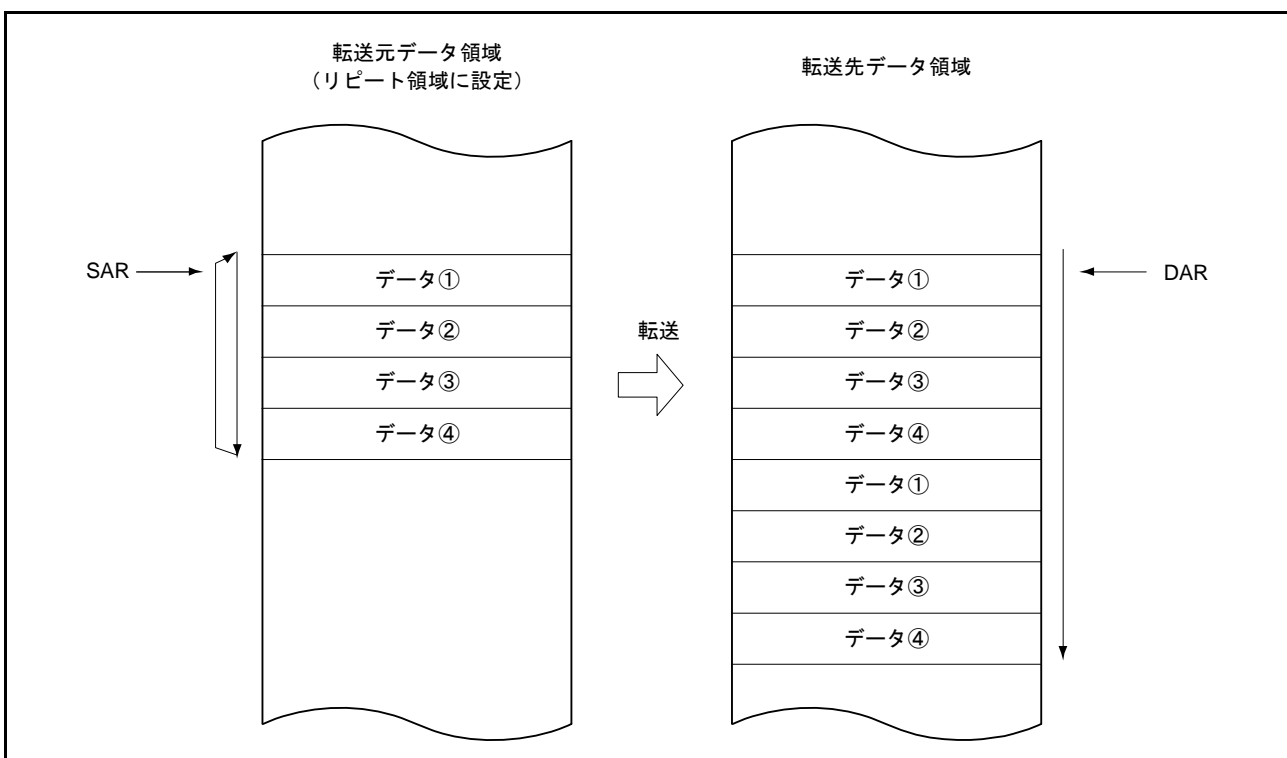 転送元データ領域
（リピート領域に設定）
転送先データ領域
SAR
データ①
データ②
データ③
データ④
転送
データ①
データ②
データ③
データ④
データ①
データ②
データ③
データ④
DAR